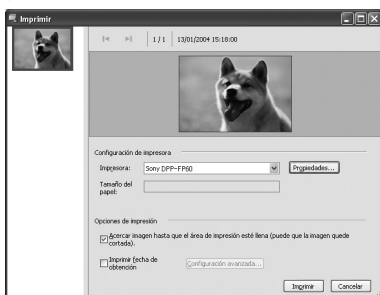 Imprimir
1 / 1
13/01/2004 15:18:00
Configuración de impresora
Impresora:
Sony DPP-FP60
Propiedades...
Tamaño del
papel:
Opciones de impresión
Acercar imagen hasta que el área de impresión esté llena (puede que la imagen quede
cortada).
Imprimir fecha de
obtención
Configuración avanzada...
Imprimir
Cancelar